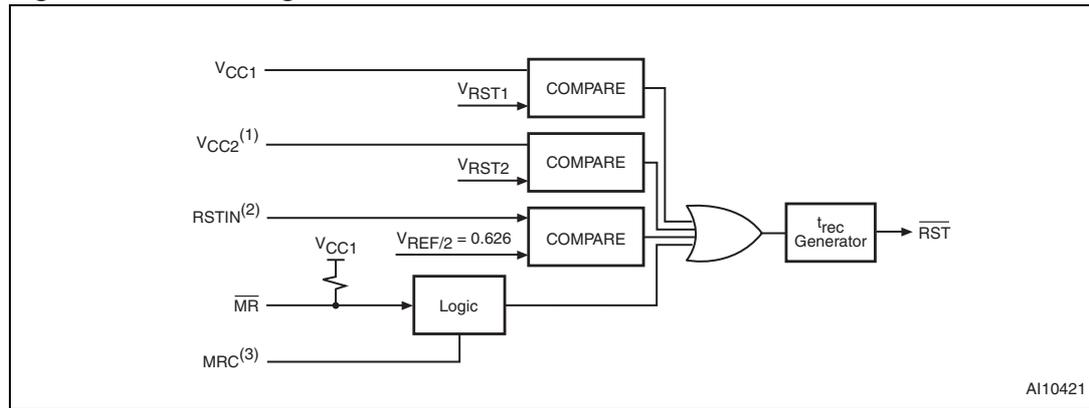 VCC1
VRST1
COMPARE
VCC2(1)
VRST2
COMPARE
RSTIN(2)
VREF/2 = 0.626
COMPARE
VCC1
MR
Logic
MRC(3)
trec
Generator
RST
AI10421